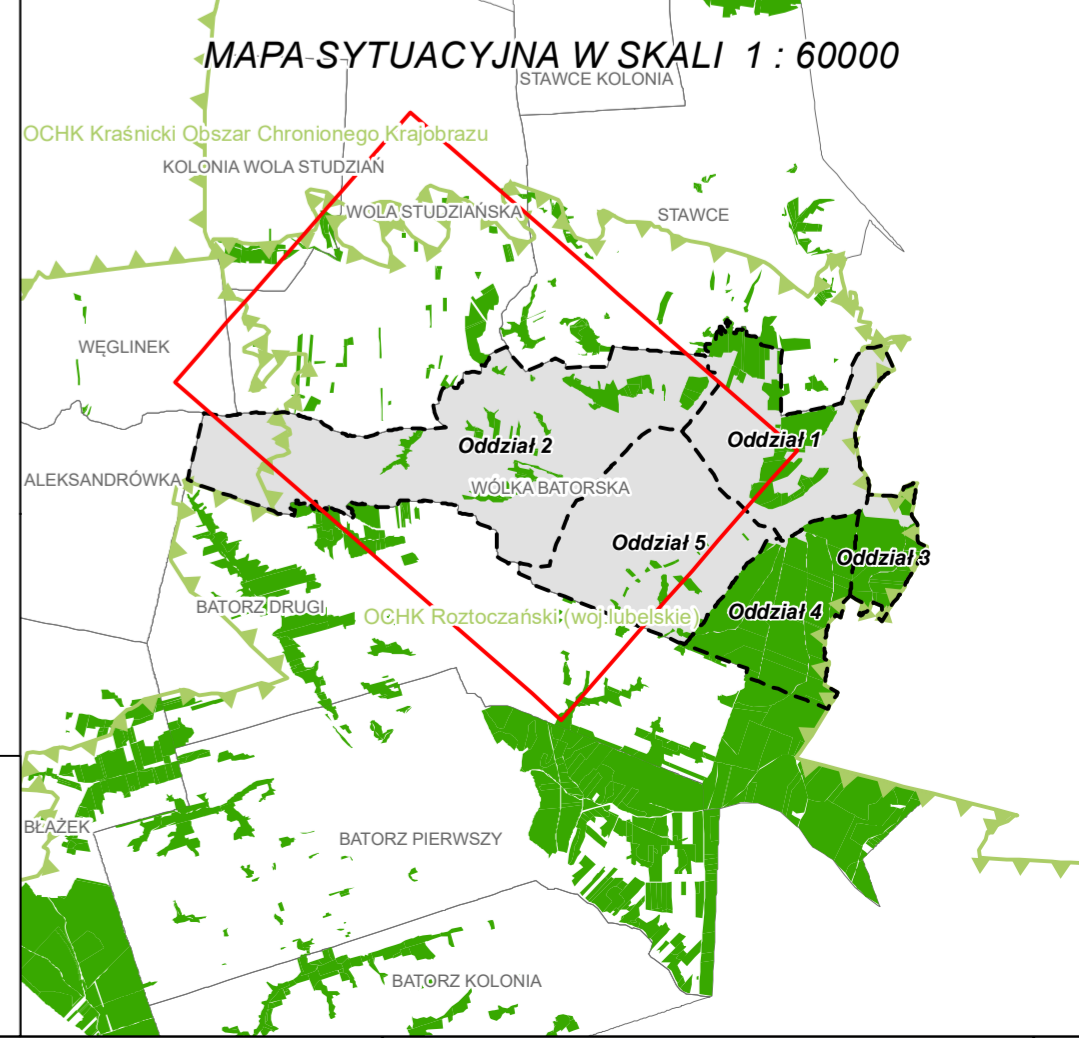 MAPA SYTUACYJNA W SKALI 1 : 60000
STAWCE KOLONIA
OCHK Kraśnicki Obszar Chronionego Krajobrazu
KOLONIA WOLA STUDZIAŃ
WOLA STUDZIAŃSKA
STAWCE
WĘGLINEK
Oddział 1
Oddział 2
ALEKSANDRÓWKA
WÓLKA BATORSKA
Oddział 5
Oddział 3
BATORZ DRUGI
Oddział 4
OCHK Roztoczański (woj.lubelskie)
BŁAŻEK
BATORZ PIERWSZY
BATORZ KOLONIA